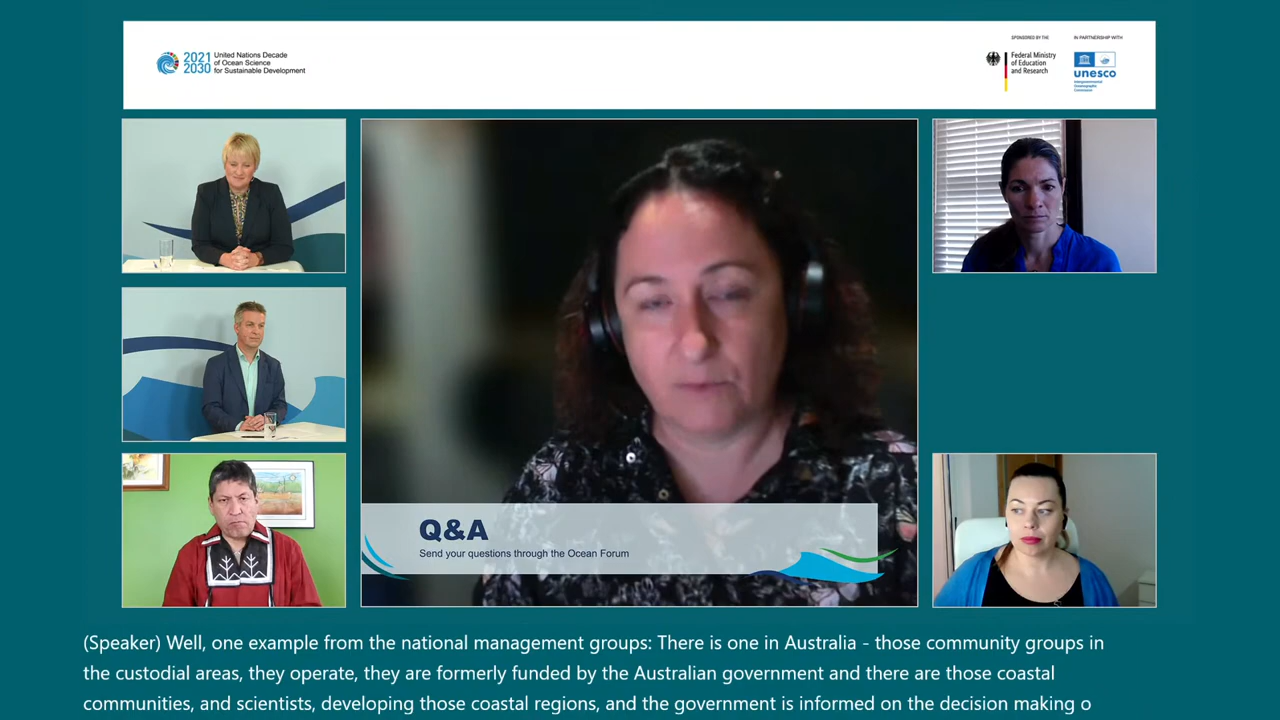 2021
2030
United Nations Decade
of Ocean Science
for Sustainable Development
SPONSORED BY THE
Federal Ministry
of Education
and Research
IN PARTNERSHIP WITH
unesco
Intergovernmental
Oceanographic
Commission
Q&A
Send your questions through the Ocean Forum
(Speaker) Well, one example from the national management groups: There is one in Australia - those community groups in
the custodial areas, they operate, they are formerly funded by the Australian government and there are those coastal
communities, and scientists, developing those coastal regions, and the government is informed on the decision making o